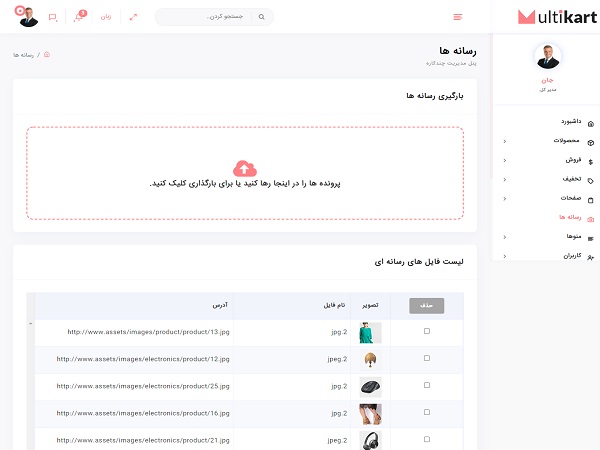 Multikart
جستجو کردن..
زبان
3
جان
مدیر کل.
داشبورد
محصولات
فروش
تخفیف
صفحات
رسانه ها
منوها
کاربران
رسانه ها
پنل مدیریت چندکاره
/ رسانه ها
بارگیری رسانه ها
پرونده ها را در اینجا رها کنید یا برای بارگذاری کلیک کنید.
لیست فایل های رسانه ای
حذف تصویر نام فایل آدرس
jpg.2 http://www.assets/images/product/product/13.jpg
jpeg.2 http://www.assets/images/electronics/product/12.jpg
jpg.2 http://www.assets/images/electronics/product/25.jpg
jpg.2 http://www.assets/images/electronics/product/16.jpg
jpeg.2 http://www.assets/images/electronics/product/21.jpg